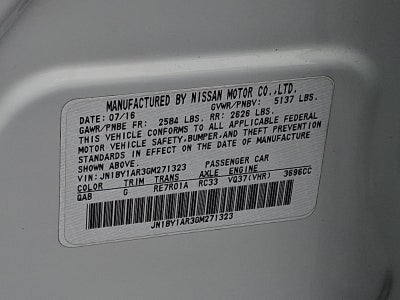 MANUFACTURED BY NISSAN MOTOR CO.,LTD.
DATE: 07/16 GVWR/PNBV: 5137 LBS.
GAWR/PNBE FR: 2584 LBS. RR: 2626 LBS.
THIS VEHICLE CONFORMS TO ALL APPLICABLE FEDERAL
MOTOR VEHICLE SAFETY,BUMPER,AND THEFT PREVENTION
STANDARDS IN EFFECT ON THE DATE OF MANUFACTURE
SHOWN ABOVE.
VIN: JN1BY1AR3GM271323 PASSENGER CAR
COLOR TRIM TRANS AXLE ENGINE
QAB G RE7R01A RC33 VQ37(VHR) 3696CC
JN1BY1AR3GM271323